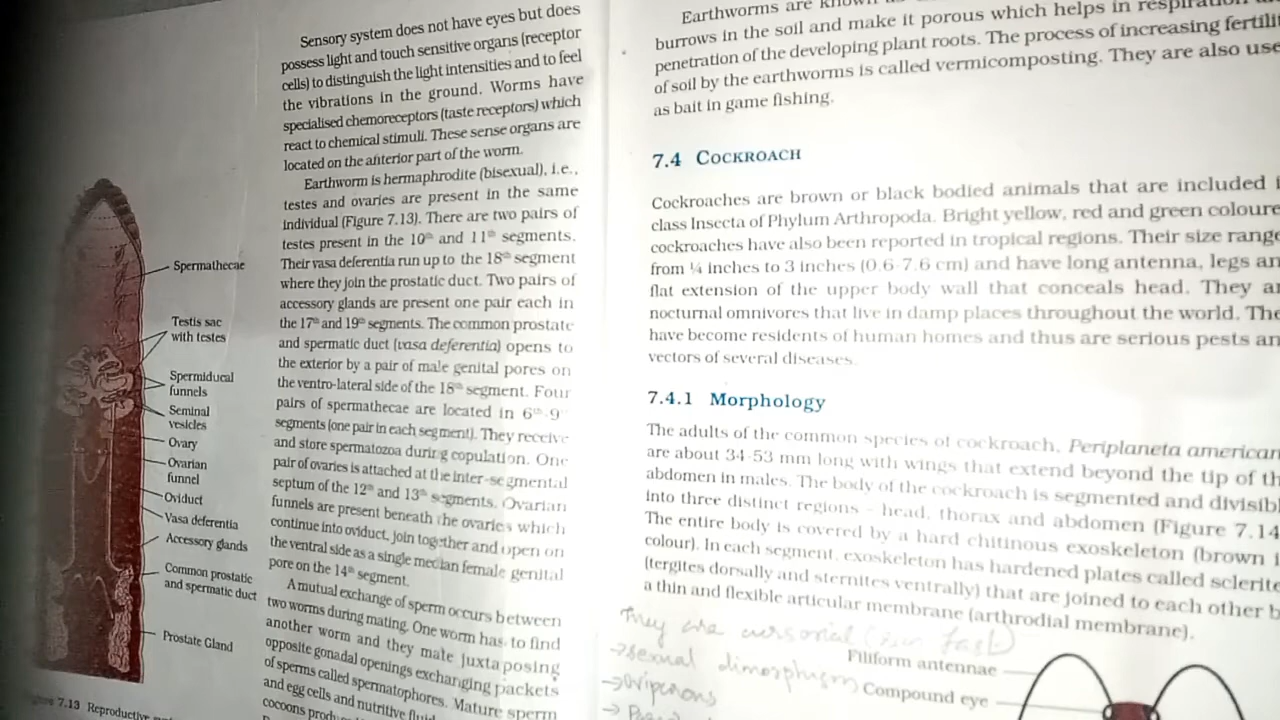 Sensory system does not have eyes but does
possess light and touch sensitive organs (receptor
cells) to distinguish the light intensities and to feel
the vibrations in the ground. Worms have
specialised chemoreceptors (taste receptors) which
react to chemical stimuli. These sense organs are
located on the anterior part of the worm.
Earthworm is hermaphrodite (bisexual), i.e.,
testes and ovaries are present in the same
individual (Figure 7.13). There are two pairs of
testes present in the 10th and 11th segments.
Their vasa deferentia run up to the 18th segment
where they join the prostatic duct. Two pairs of
accessory glands are present one pair each in
the 17th and 19th segments. The common prostate
and spermatic duct (vasa deferentia) opens to
the exterior by a pair of male genital pores on
the ventro-lateral side of the 18th segment. Four
pairs of spermathecae are located in 6th-9th
segments (one pair in each segment). They receive
and store spermatozoa during copulation. One
pair of ovaries is attached at the inter-segmental
septum of the 12th and 13th segments. Ovarian
funnels are present beneath the ovaries which
continue into oviduct, join together and open on
the ventral side as a single median female genital
pore on the 14th segment.
A mutual exchange of sperm occurs between
two worms during mating. One worm has to find
another worm and they mate juxtaposing
opposite gonadal openings exchanging packets
of sperms called spermatophores. Mature sperm
and egg cells and nutritive
cocoons
Spermathecae
Testis sac
with testes
Spermiducal
funnels
Seminal
vesicles
Ovary
Ovarian
funnel
Oviduct
Vasa deferentia
Accessory glands
Common prostatic
and spermatic duct
Prostate Gland
7.13 Reproductive
Earthworms are
burrows in the soil and make it porous which helps in
penetration of the developing plant roots. The process of increasing
of soil by the earthworms is called vermicomposting. They are also
as bait in game fishing.
7.4 COCKROACH
Cockroaches are brown or black bodied animals that are included
class Insecta of Phylum Arthropoda. Bright yellow, red and green coloure
cockroaches have also been reported in tropical regions. Their size range
from ¼ inches to 3 inches (0.6-7.6 cm) and have long antenna, legs an
flat extension of the upper body wall that conceals head. They ar
nocturnal omnivores that live in damp places throughout the world. The
have become residents of human homes and thus are serious pests an
vectors of several diseases.
7.4.1 Morphology
The adults of the common species of cockroach, Periplaneta american
are about 34-53 mm long with wings that extend beyond the tip of th
abdomen in males. The body of the cockroach is segmented and divisibl
into three distinct regions – head, thorax and abdomen (Figure 7.14
The entire body is covered by a hard chitinous exoskeleton (brown i
colour). In each segment, exoskeleton has hardened plates called sclerite
(tergites dorsally and sternites ventrally) that are joined to each other b
a thin and flexible articular membrane (arthrodial membrane).
They are cursorial (run fast)
→ sexual dimorphism
→ oviparous
→
Filiform antennae
Compound eye